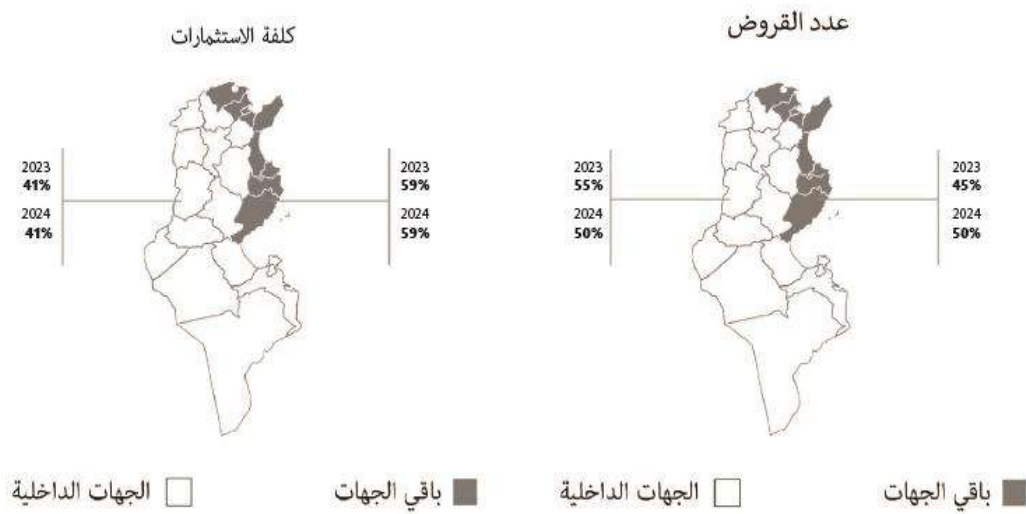 عدد القروض
2023
55%
2024
50%
2023
45%
2024
50%
باقي الجهات
الجهات الداخلية
كلفة الاستثمارات
2023
41%
2024
41%
2023
59%
2024
59%
باقي الجهات
الجهات الداخلية